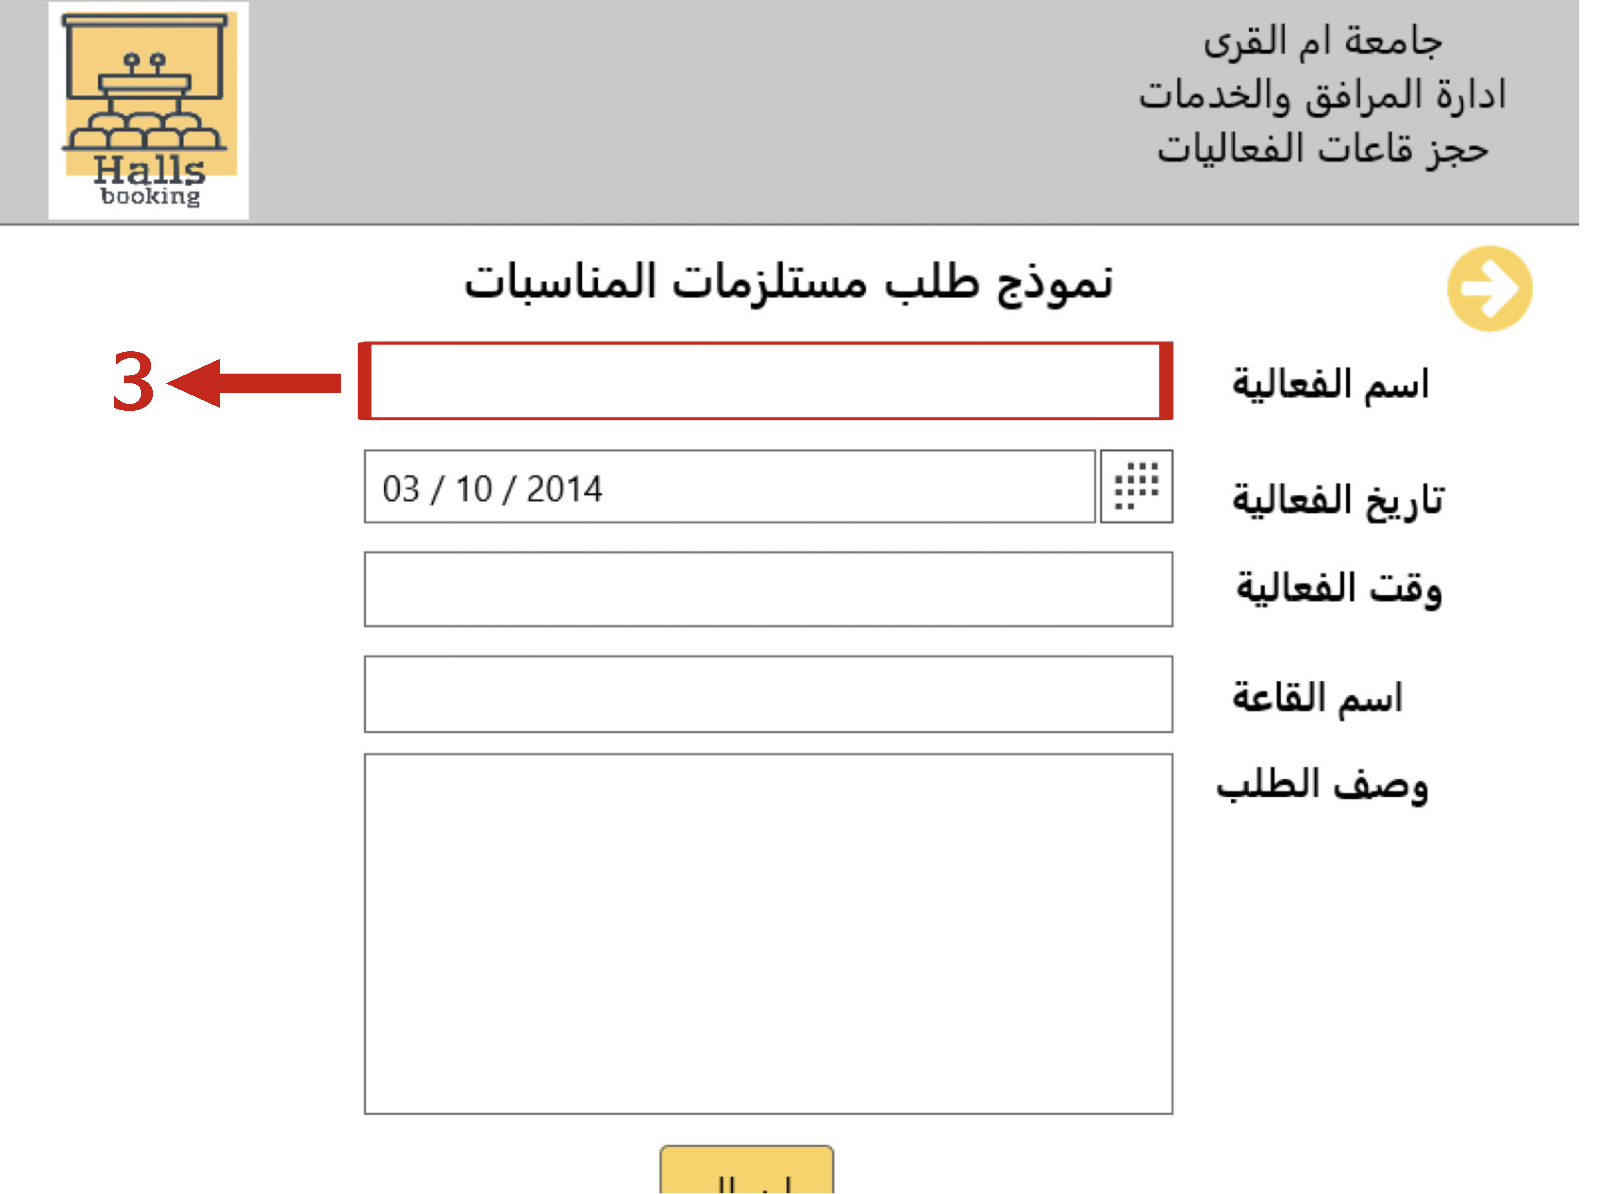 جامعة ام القرى
ادارة المرافق والخدمات
حجز قاعات الفعاليات
Halls
booking
نموذج طلب مستلزمات المناسبات
اسم الفعالية
3
تاريخ الفعالية
03 / 10 / 2014
وقت الفعالية
اسم القاعة
وصف الطلب